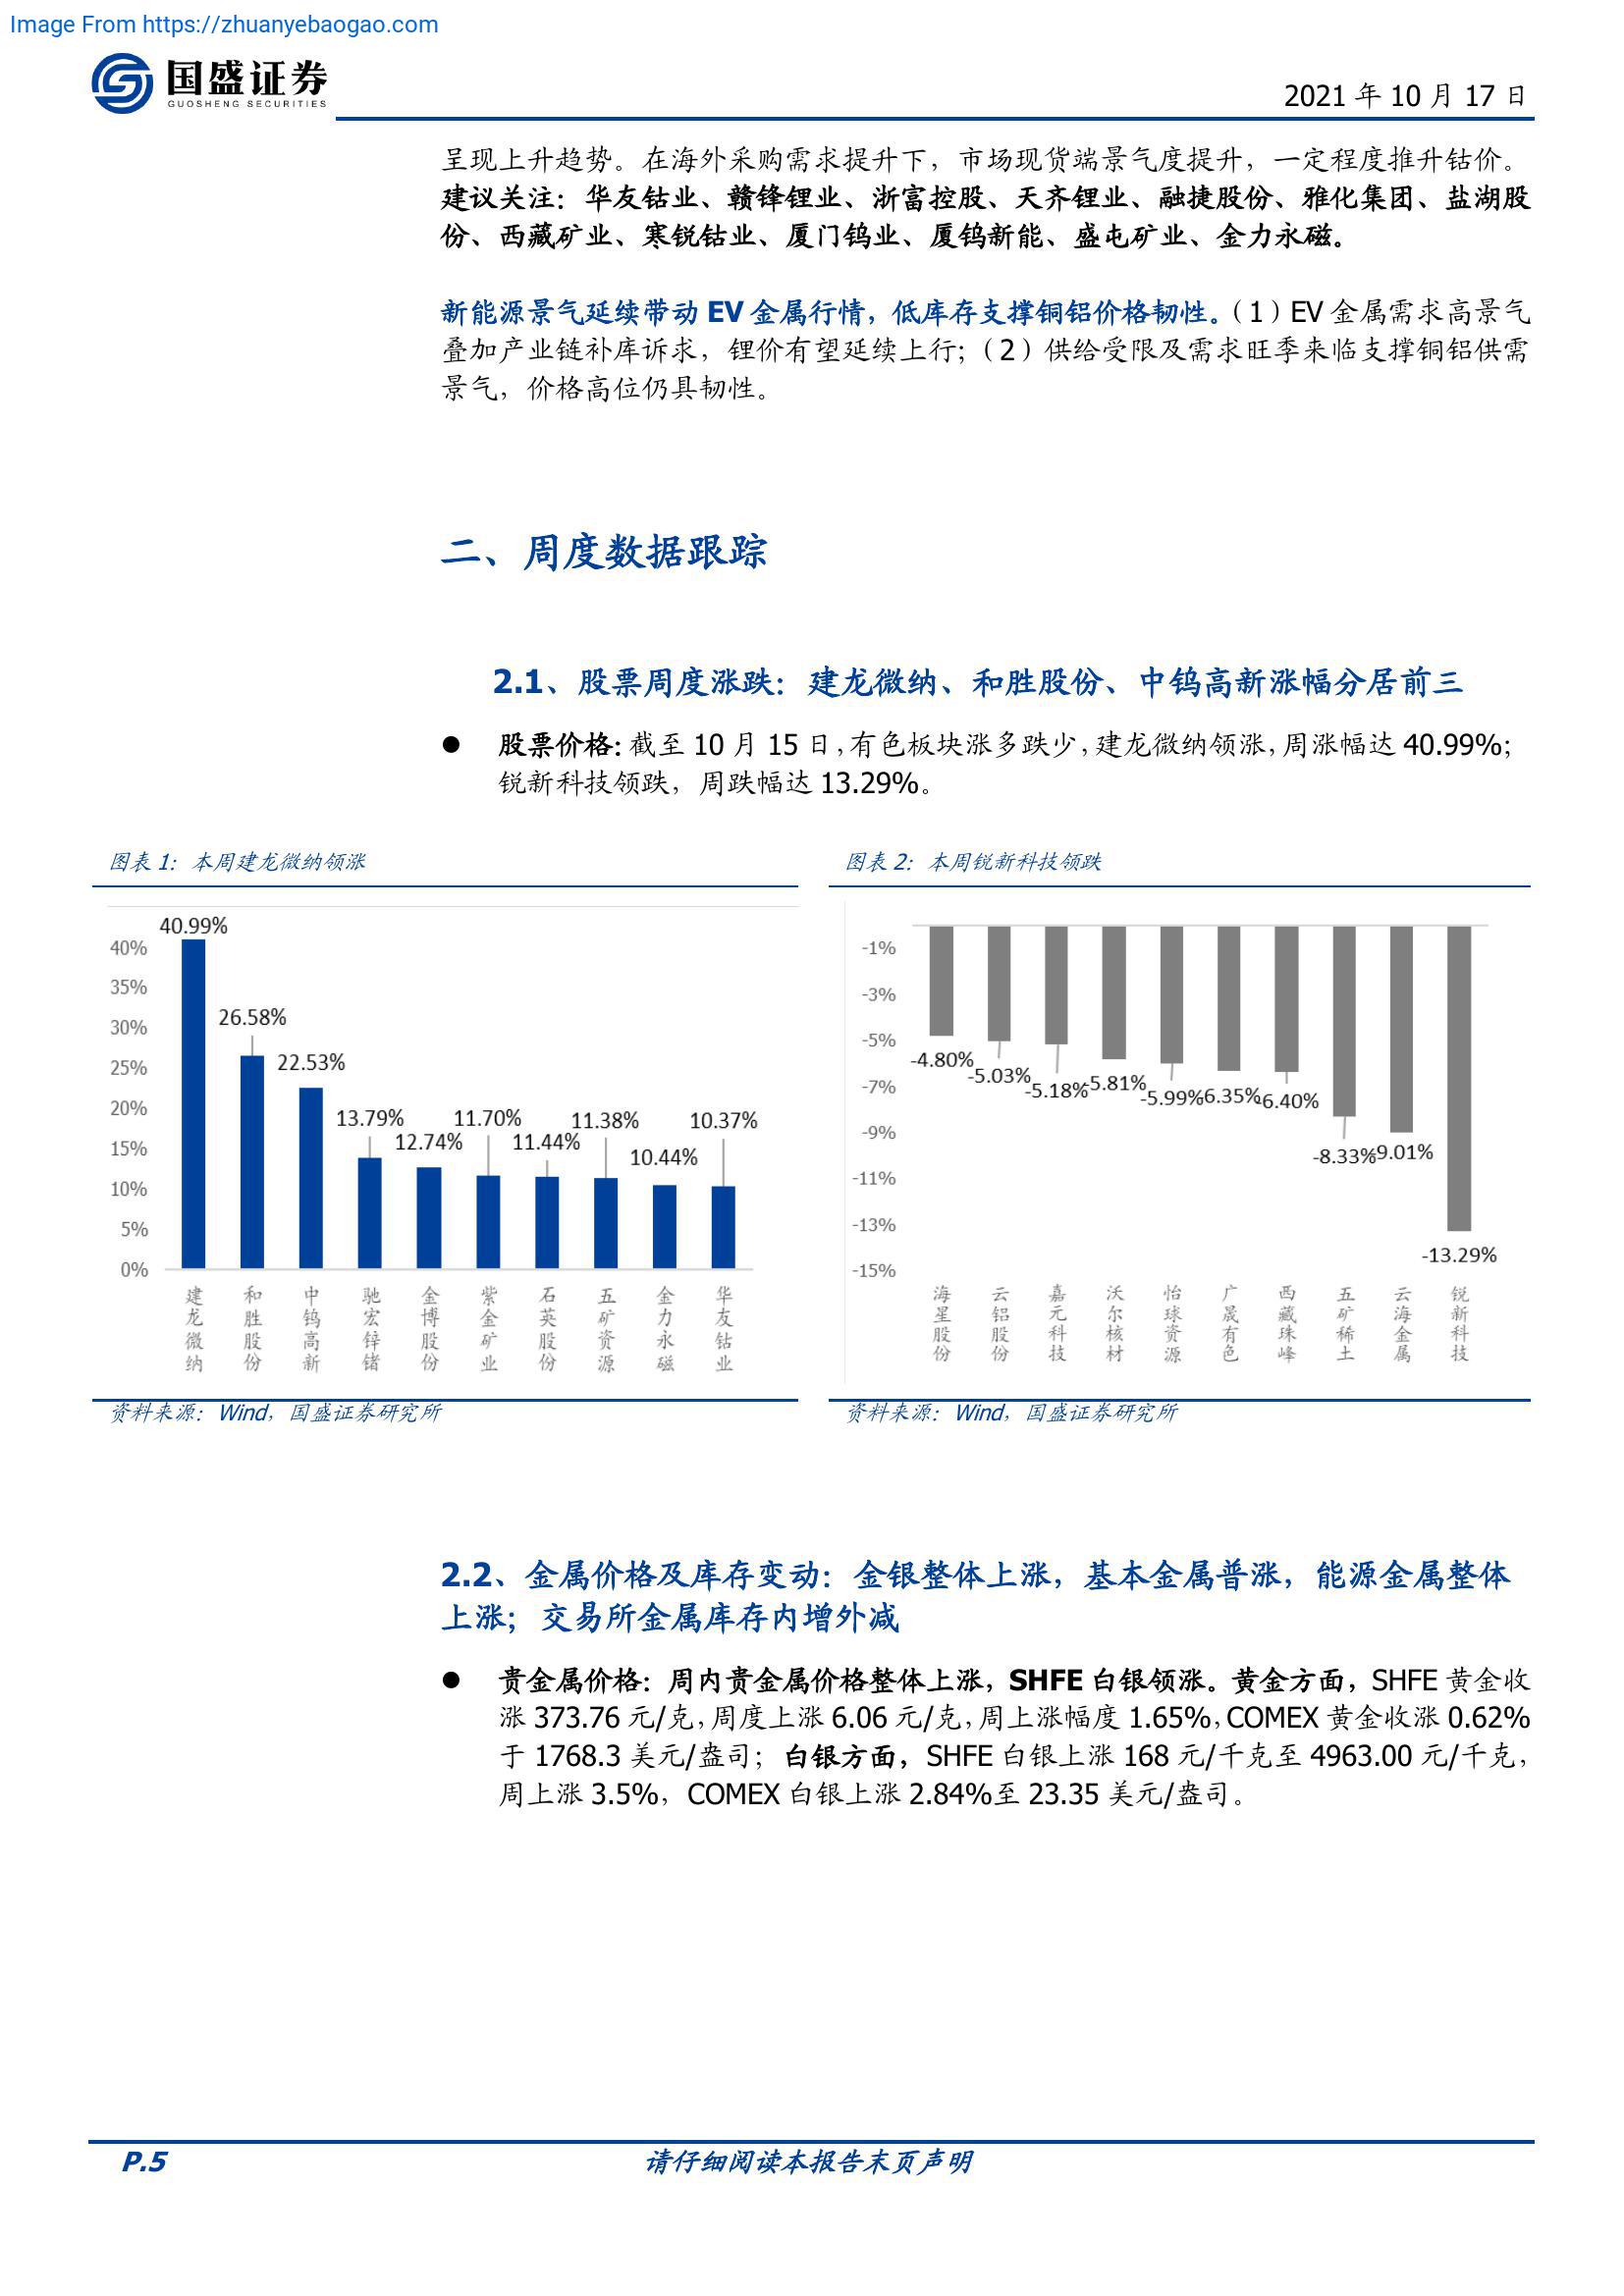 Image From https://zhuanyebaogao.com
国盛证券
GUOSHENG SECURITIES
2021 年 10 月 17 日
呈现上升趋势。在海外采购需求提升下，市场现货端景气度提升，一定程度推升钴价。
建议关注：华友钴业、赣锋锂业、浙富控股、天齐锂业、融捷股份、雅化集团、盐湖股
份、西藏矿业、寒锐钴业、厦门钨业、厦钨新能、盛屯矿业、金力永磁。
新能源景气延续带动 EV 金属行情，低库存支撑铜铝价格韧性。（1）EV 金属需求高景气
叠加产业链补库诉求，锂价有望延续上行；（2）供给受限及需求旺季来临支撑铜铝供需
景气，价格高位仍具韧性。
二、周度数据跟踪
2.1、股票周度涨跌：建龙微纳、和胜股份、中钨高新涨幅分居前三
● 股票价格：截至 10 月 15 日，有色板块涨多跌少，建龙微纳领涨，周涨幅达 40.99%；
锐新科技领跌，周跌幅达 13.29%。
图表 1：本周建龙微纳领涨
40.99%
26.58%
22.53%
13.79%
12.74%
11.70%
11.44%
11.38%
10.44%
10.37%
40%
35%
30%
25%
20%
15%
10%
5%
0%
建龙微纳
和胜股份
中钨高新
驰宏锌锗
金博股份
紫金矿业
石英股份
五矿资源
金力永磁
华友钴业
资料来源：Wind，国盛证券研究所
图表 2：本周锐新科技领跌
-1%
-3%
-5%
-7%
-9%
-11%
-13%
-15%
-4.80%
-5.03%
-5.18%
-5.81%
-5.99%
6.35%
-6.40%
-8.33%
9.01%
-13.29%
海星股份
云铝股份
嘉元科技
沃尔核材
怡球资源
广晟有色
西藏珠峰
五矿稀土
云海金属
锐新科技
资料来源：Wind，国盛证券研究所
2.2、金属价格及库存变动：金银整体上涨，基本金属普涨，能源金属整体
上涨；交易所金属库存内增外减
● 贵金属价格：周内贵金属价格整体上涨，SHFE 白银领涨。黄金方面，SHFE 黄金收
涨 373.76 元/克，周度上涨 6.06 元/克，周上涨幅度 1.65%，COMEX 黄金收涨 0.62%
于 1768.3 美元/盎司；白银方面，SHFE 白银上涨 168 元/千克至 4963.00 元/千克，
周上涨 3.5%，COMEX 白银上涨 2.84%至 23.35 美元/盎司。
P.5
请仔细阅读本报告末页声明